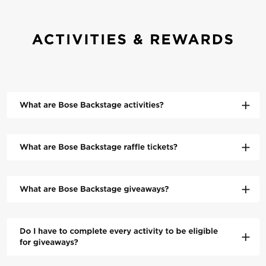 ACTIVITIES & REWARDS
What are Bose Backstage activities?
What are Bose Backstage raffle tickets?
What are Bose Backstage giveaways?
Do I have to complete every activity to be eligible
for giveaways?